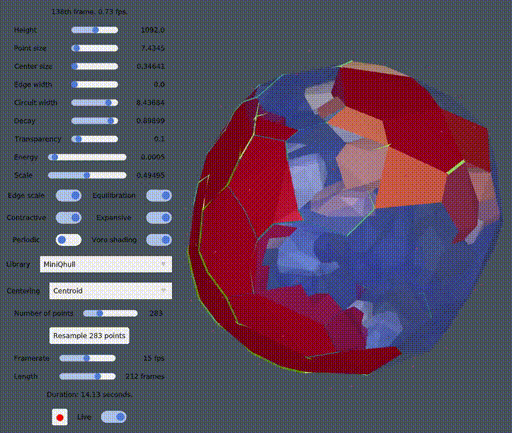 138th frame, 0.73 fps.
Height 1092.0
Point size 7.4345
Center size 0.34641
Edge width 0.0
Circuit width 8.43684
Decay 0.89899
Transparency 0.1
Energy 0.0005
Scale 0.49495
Edge scale Equilibration
Contractive Expansive
Periodic Voro shading
Library MiniQhull
Centering Centroid
Number of points 283
Resample 283 points
Framerate 15 fps
Length 212 frames
Duration: 14.13 seconds.
Live